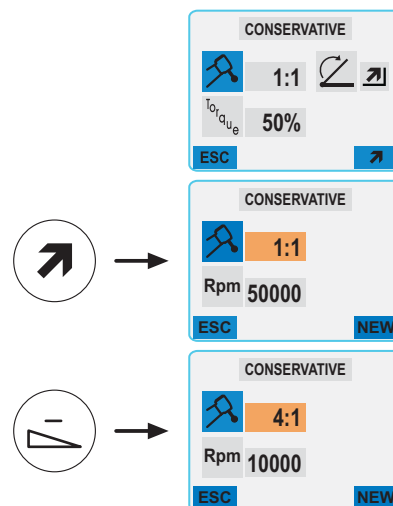 CONSERVATIVE
1:1
Torque 50%
ESC
CONSERVATIVE
1:1
Rpm 50000
ESC NEW
CONSERVATIVE
4:1
Rpm 10000
ESC NEW